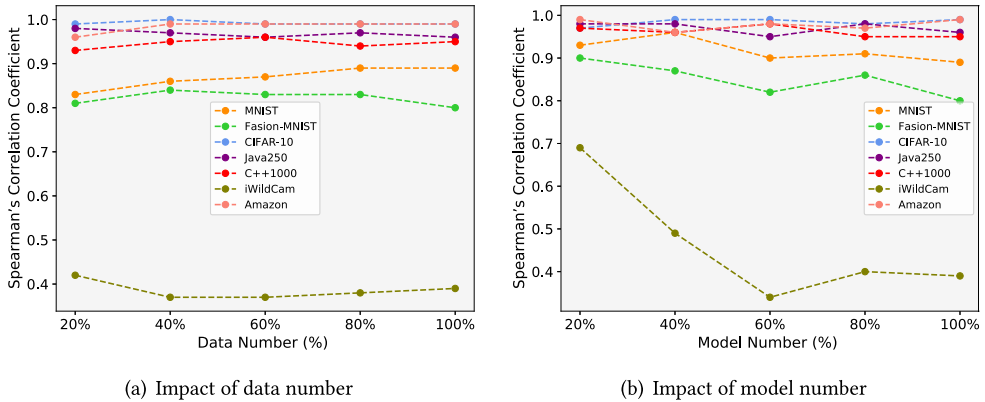 1.0
0.9
0.8
0.7
0.6
0.5
0.4
Spearman's Correlation Coefficient
MNIST
Fasion-MNIST
CIFAR-10
Java250
C++1000
iWildCam
Amazon
20% 40% 60% 80% 100%
Data Number (%)
(a) Impact of data number
1.0
0.9
0.8
0.7
0.6
0.5
0.4
Spearman's Correlation Coefficient
MNIST
Fasion-MNIST
CIFAR-10
Java250
C++1000
iWildCam
Amazon
20% 40% 60% 80% 100%
Model Number (%)
(b) Impact of model number